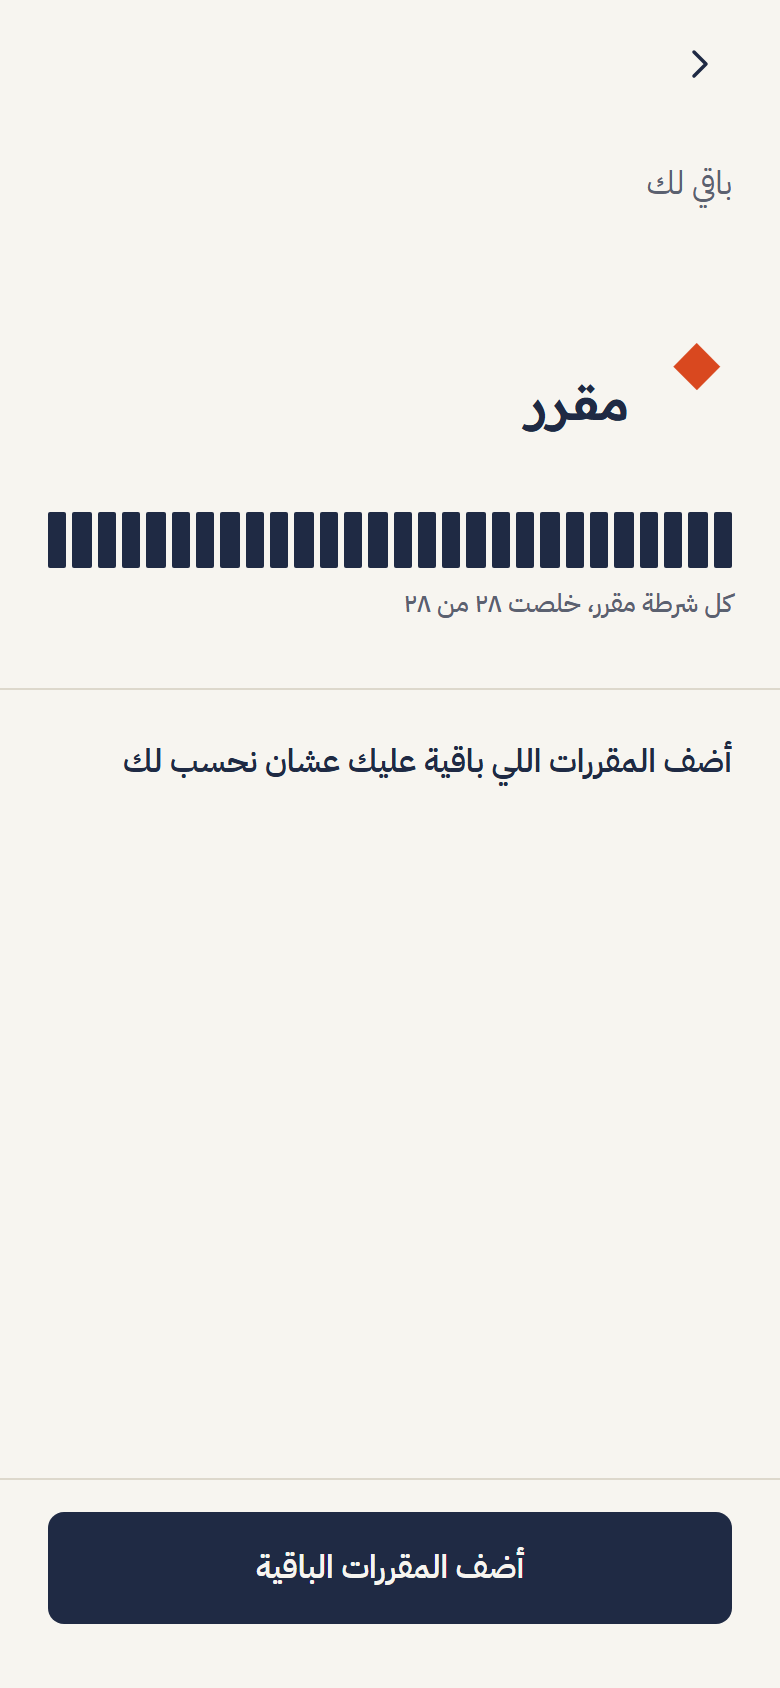 باقي لك
مقرر
كل شرطة مقرر، خلصت ٢٨ من ٢٨
أضف المقررات اللي باقية عليك عشان نحسب لك
أضف المقررات الباقية